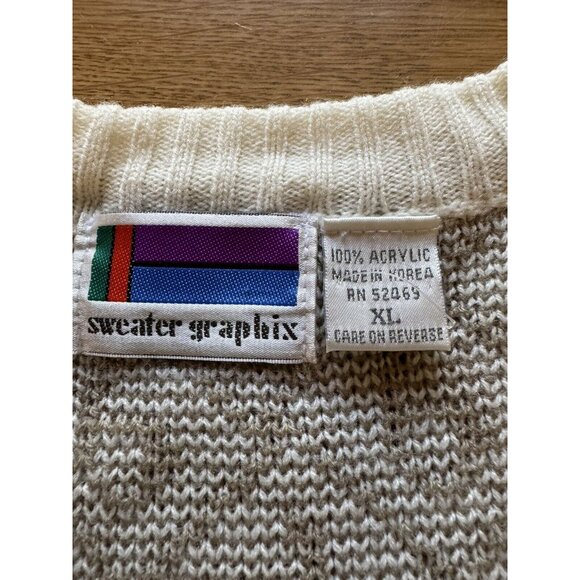 sweater graphix
100% ACRYLIC
MADE IN KOREA
RN 52469
XL
CARE ON REVERSE